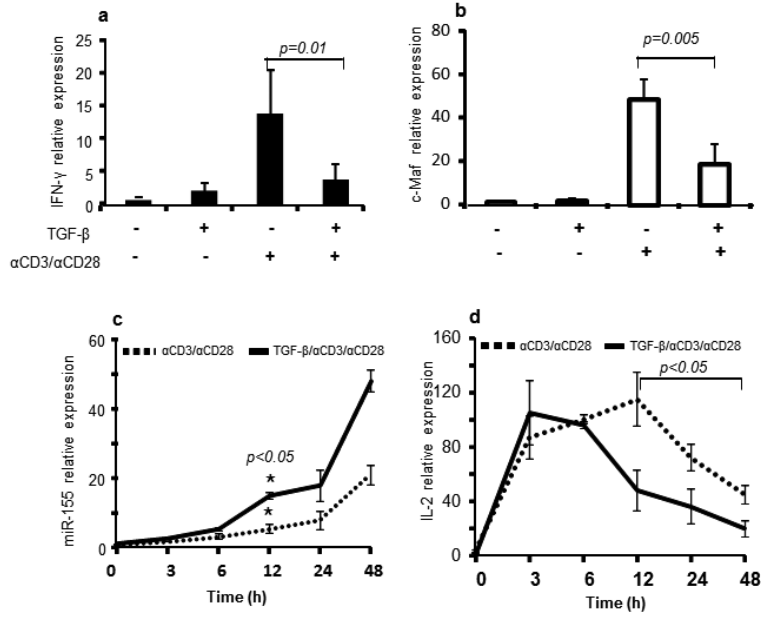 a
p=0.01
IFN-γ relative expression
30
25
20
15
10
5
0
TGF-β - + - +
αCD3/αCD28 - - + +
b
p=0.005
c-Maf relative expression
80
60
40
20
0
- + - +
- - + +
c
αCD3/αCD28 TGF-β/αCD3/αCD28
p<0.05
*
*
miR-155 relative expression
60
40
20
0
0 3 6 12 24 48
Time (h)
d
αCD3/αCD28 TGF-β/αCD3/αCD28
p<0.05
IL-2 relative expression
160
120
80
40
0
0 3 6 12 24 48
Time (h)